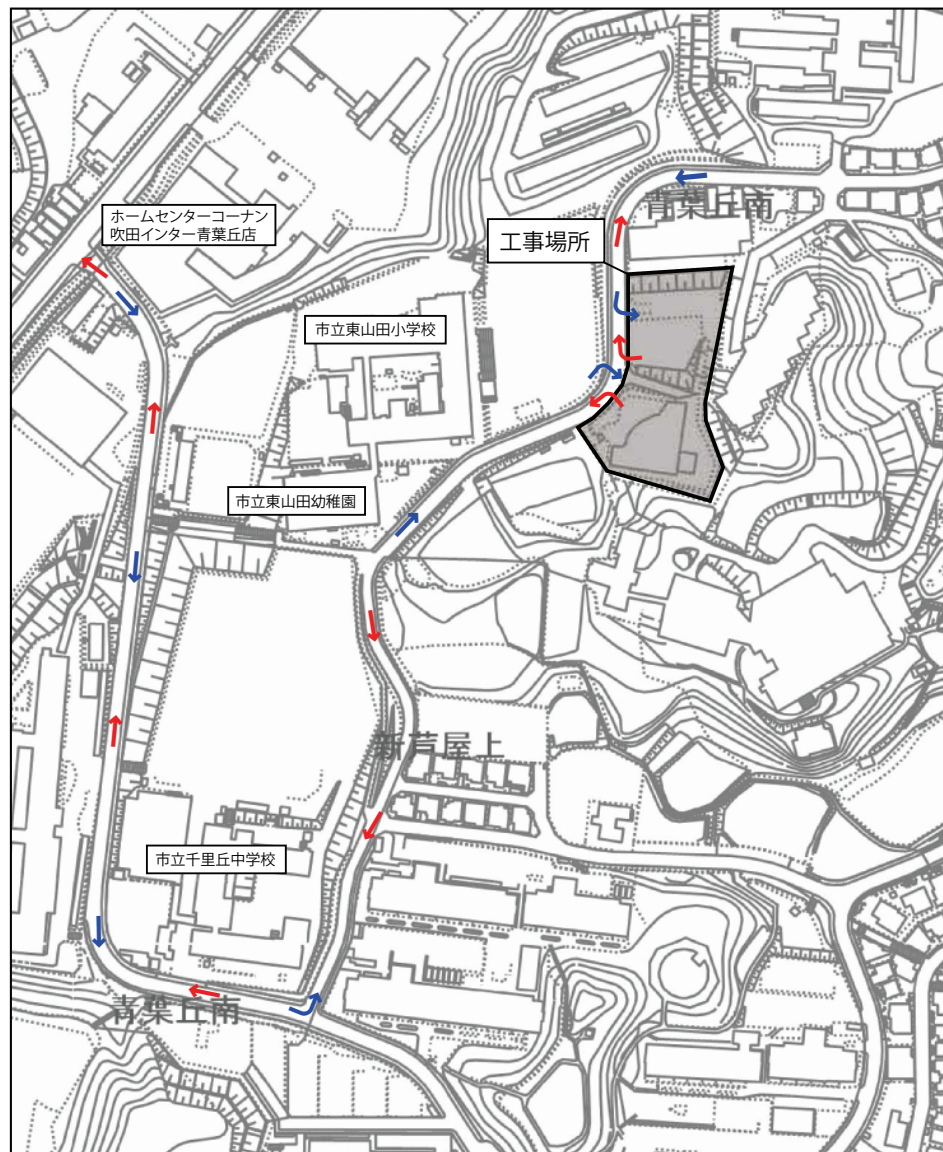 ホームセンターコーナン
吹田インター青葉丘店
青葉丘南
工事場所
市立東山田小学校
市立東山田幼稚園
新芦屋上
市立千里丘中学校
青葉丘南